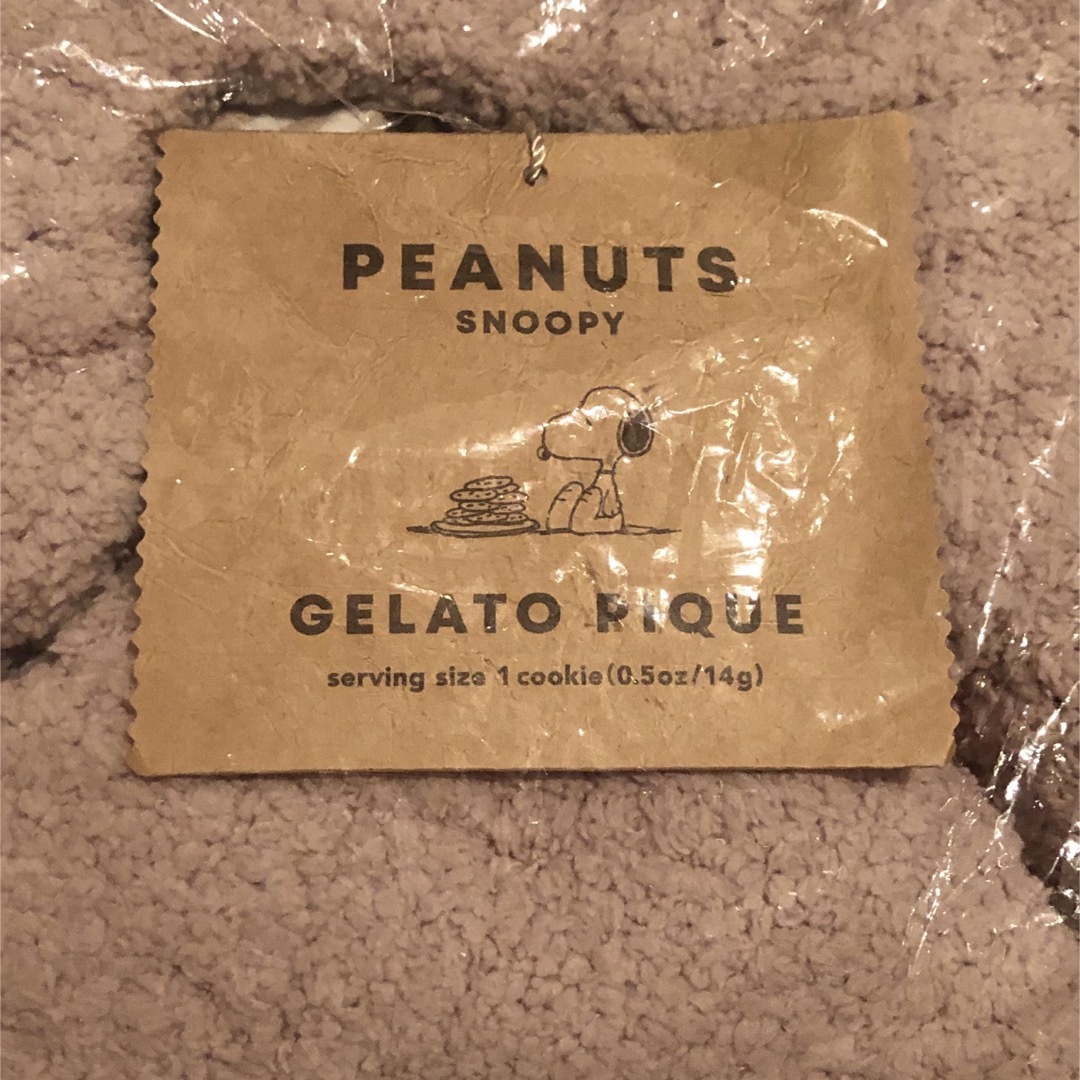 PEANUTS
SNOOPY
GELATO PIQUE
serving size 1 cookie(0.5oz/14g)